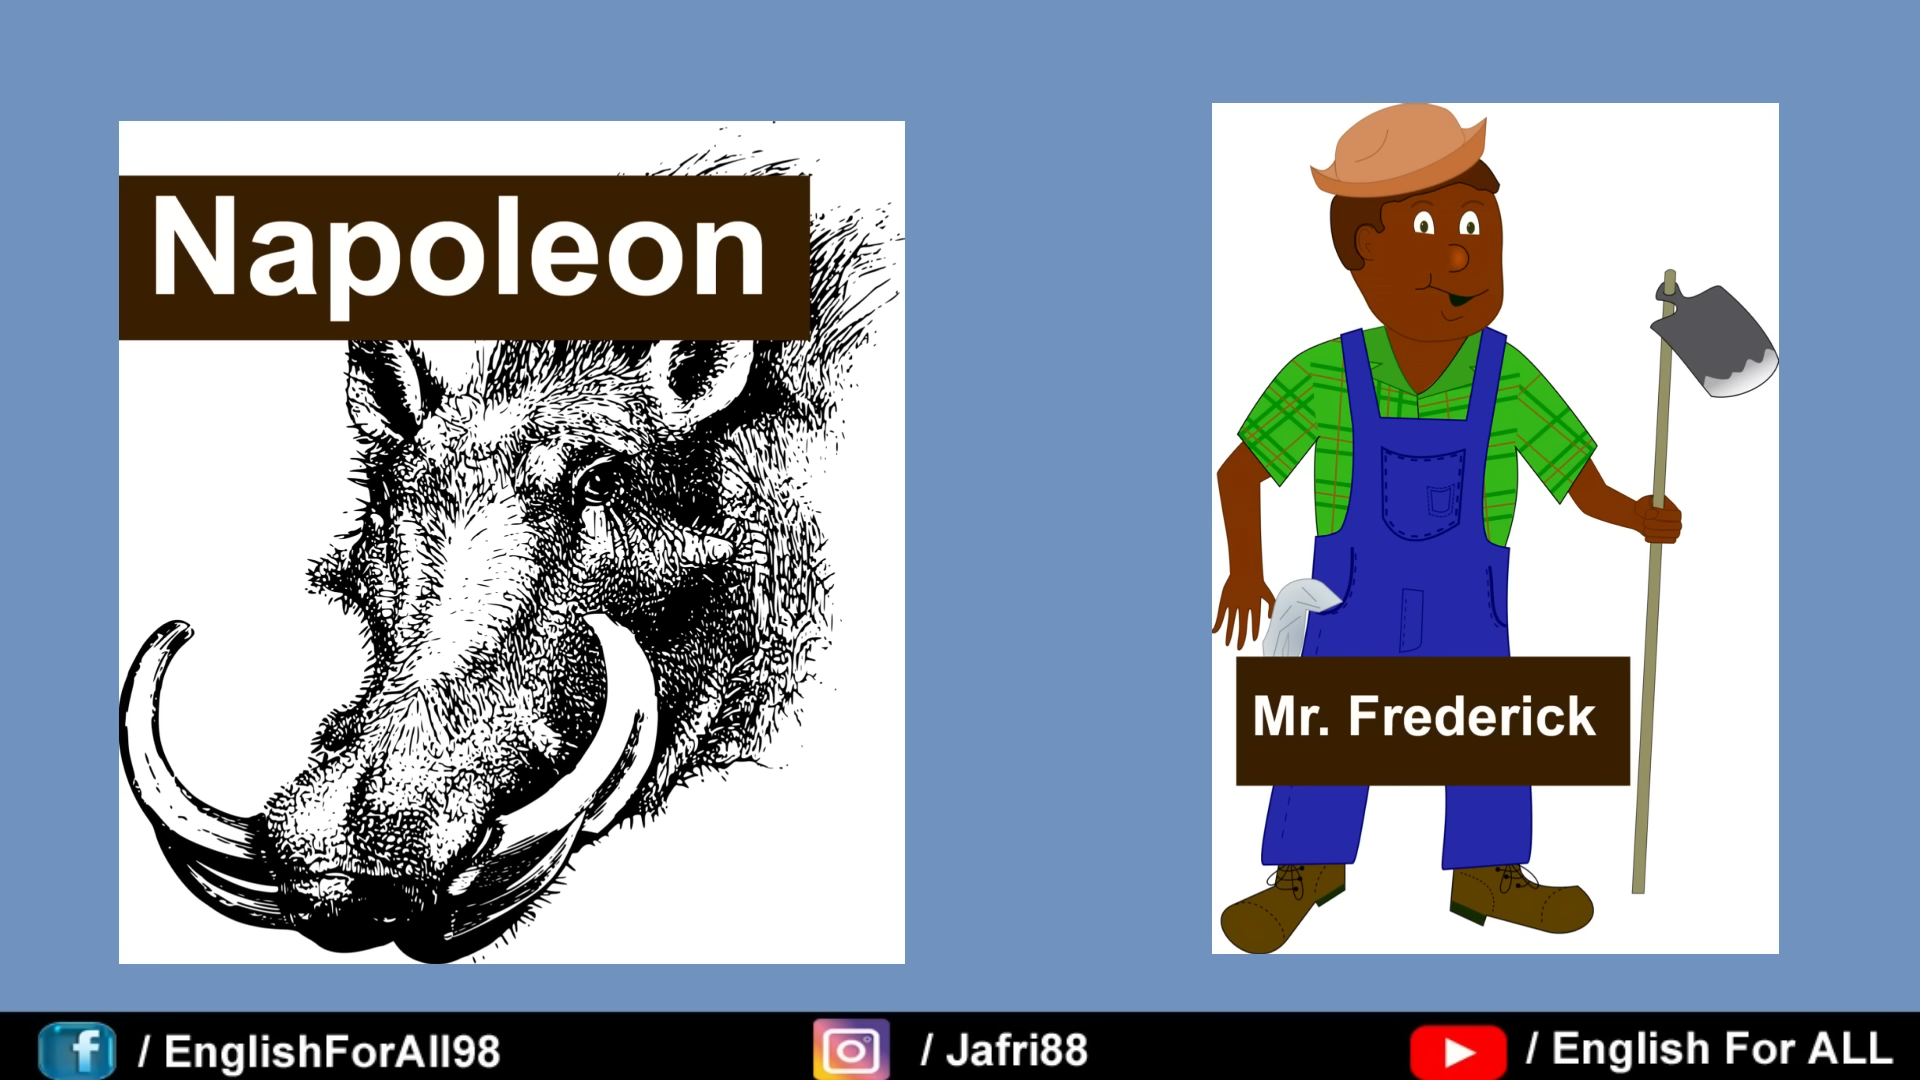 Napoleon
Mr. Frederick
/ EnglishForAll98
/ Jafri88
/ English For ALL